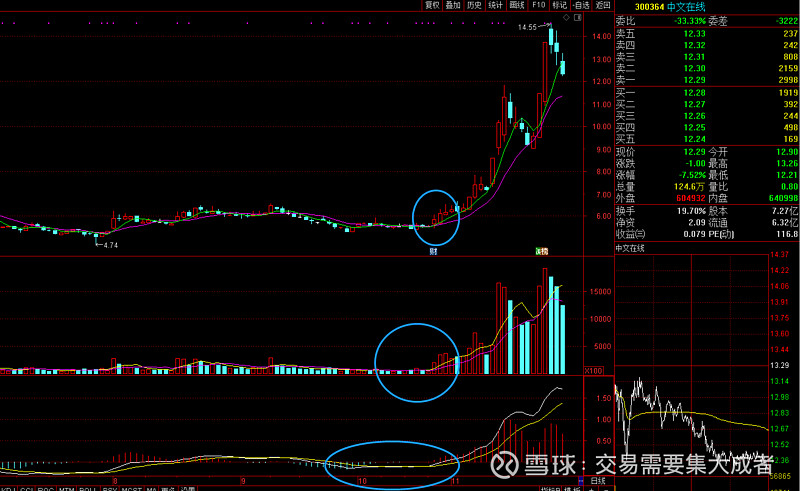 复权 叠加 历史 统计 画线 F10 标记 -自选 返回
300364 中文在线
委比 -33.33% 委差 -3222
卖五 12.33 237
卖四 12.32 242
卖三 12.31 808
卖二 12.30 2159
卖一 12.29 2998
买一 12.28 1919
买二 12.27 392
买三 12.26 244
买四 12.25 498
买五 12.24 169
现价 12.29 今开 12.90
涨跌 -1.00 最高 13.26
涨幅 -7.52% 最低 12.21
总量 124.6万 量比 0.80
外盘 604932 内盘 640998
换手 19.70% 股本 7.27亿
净资 2.09 流通 6.32亿
收益㈢ 0.079 PE(动) 116.8
中文在线
14.55
14.00
13.00
12.00
11.00
10.00
9.00
8.00
7.00
6.00
4.74
财
榜
15000
10000
5000
X100
1.50
1.00
0.50
14.37
14.22
14.06
13.91
13.75
13.60
13.44
13.29
13.14
12.98
12.83
12.67
12.52
12.36
56865
8
9
10
11
日线
雪球：交易需要集大成者